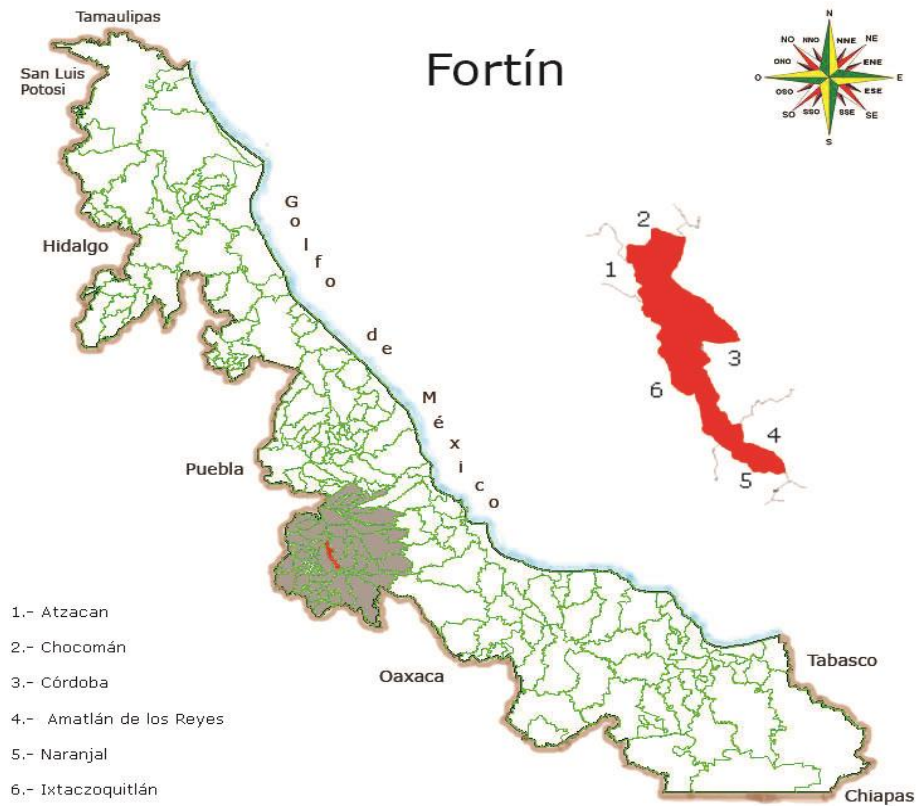 Tamaulipas
San Luis
Potosi
Fortín
N
NNO
NNE
NO
NE
ONO
ENE
O
E
OSO
ESE
SO
SSO
SSE
SE
S
Hidalgo
Golfo de México
2
1
3
6
4
5
Puebla
Oaxaca
Tabasco
Chiapas
1.- Atzacan
2.- Chocomán
3.- Córdoba
4.- Amatlán de los Reyes
5.- Naranjal
6.- Ixtaczoquitlán